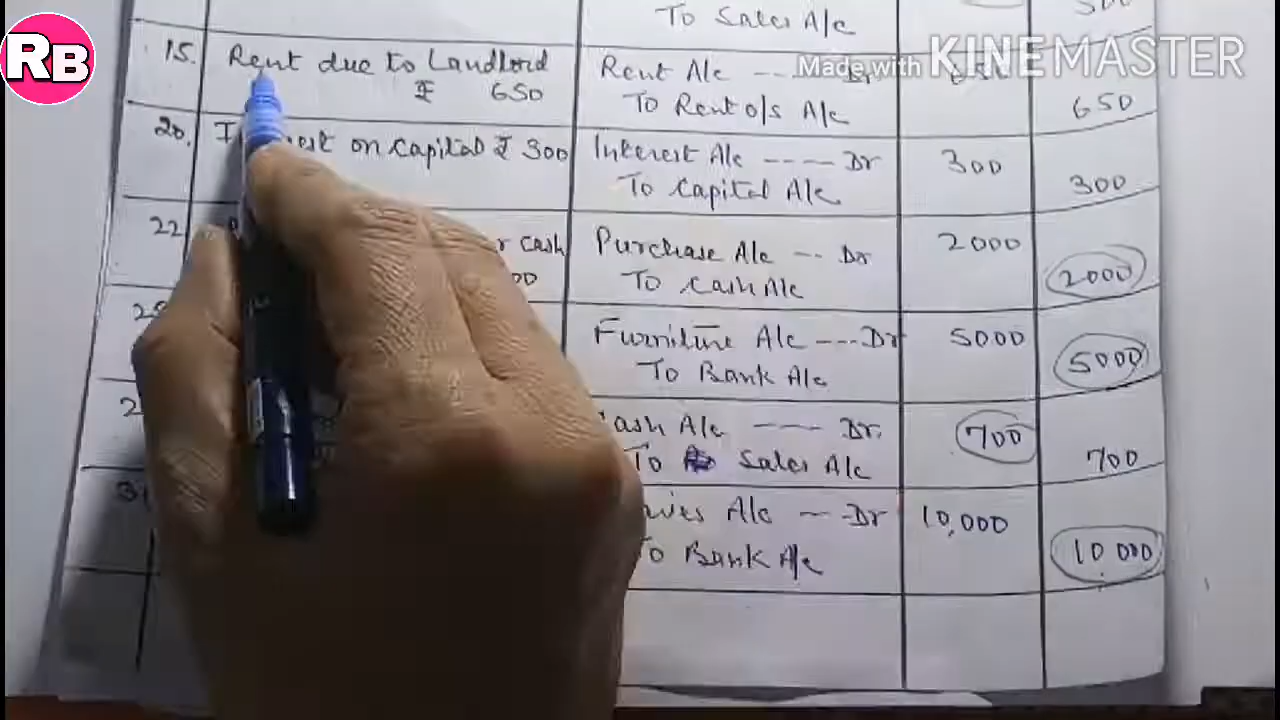 RB
Made with KINEMASTER
To Sales A/c
15. Rent due to Landlord
₹ 650
Rent A/c --- Dr
To Rent o/s A/c
650
20. on Capital ₹ 300
Interest A/c ---- Dr 300
To Capital A/c 300
22 cash
Purchase A/c -- Dr 2000
To Cash A/c 2000
Furniture A/c --- Dr 5000
To Bank A/c 5000
A/c --- Dr. 700
To Sales A/c 700
A/c -- Dr 10,000
To Bank A/c 10,000